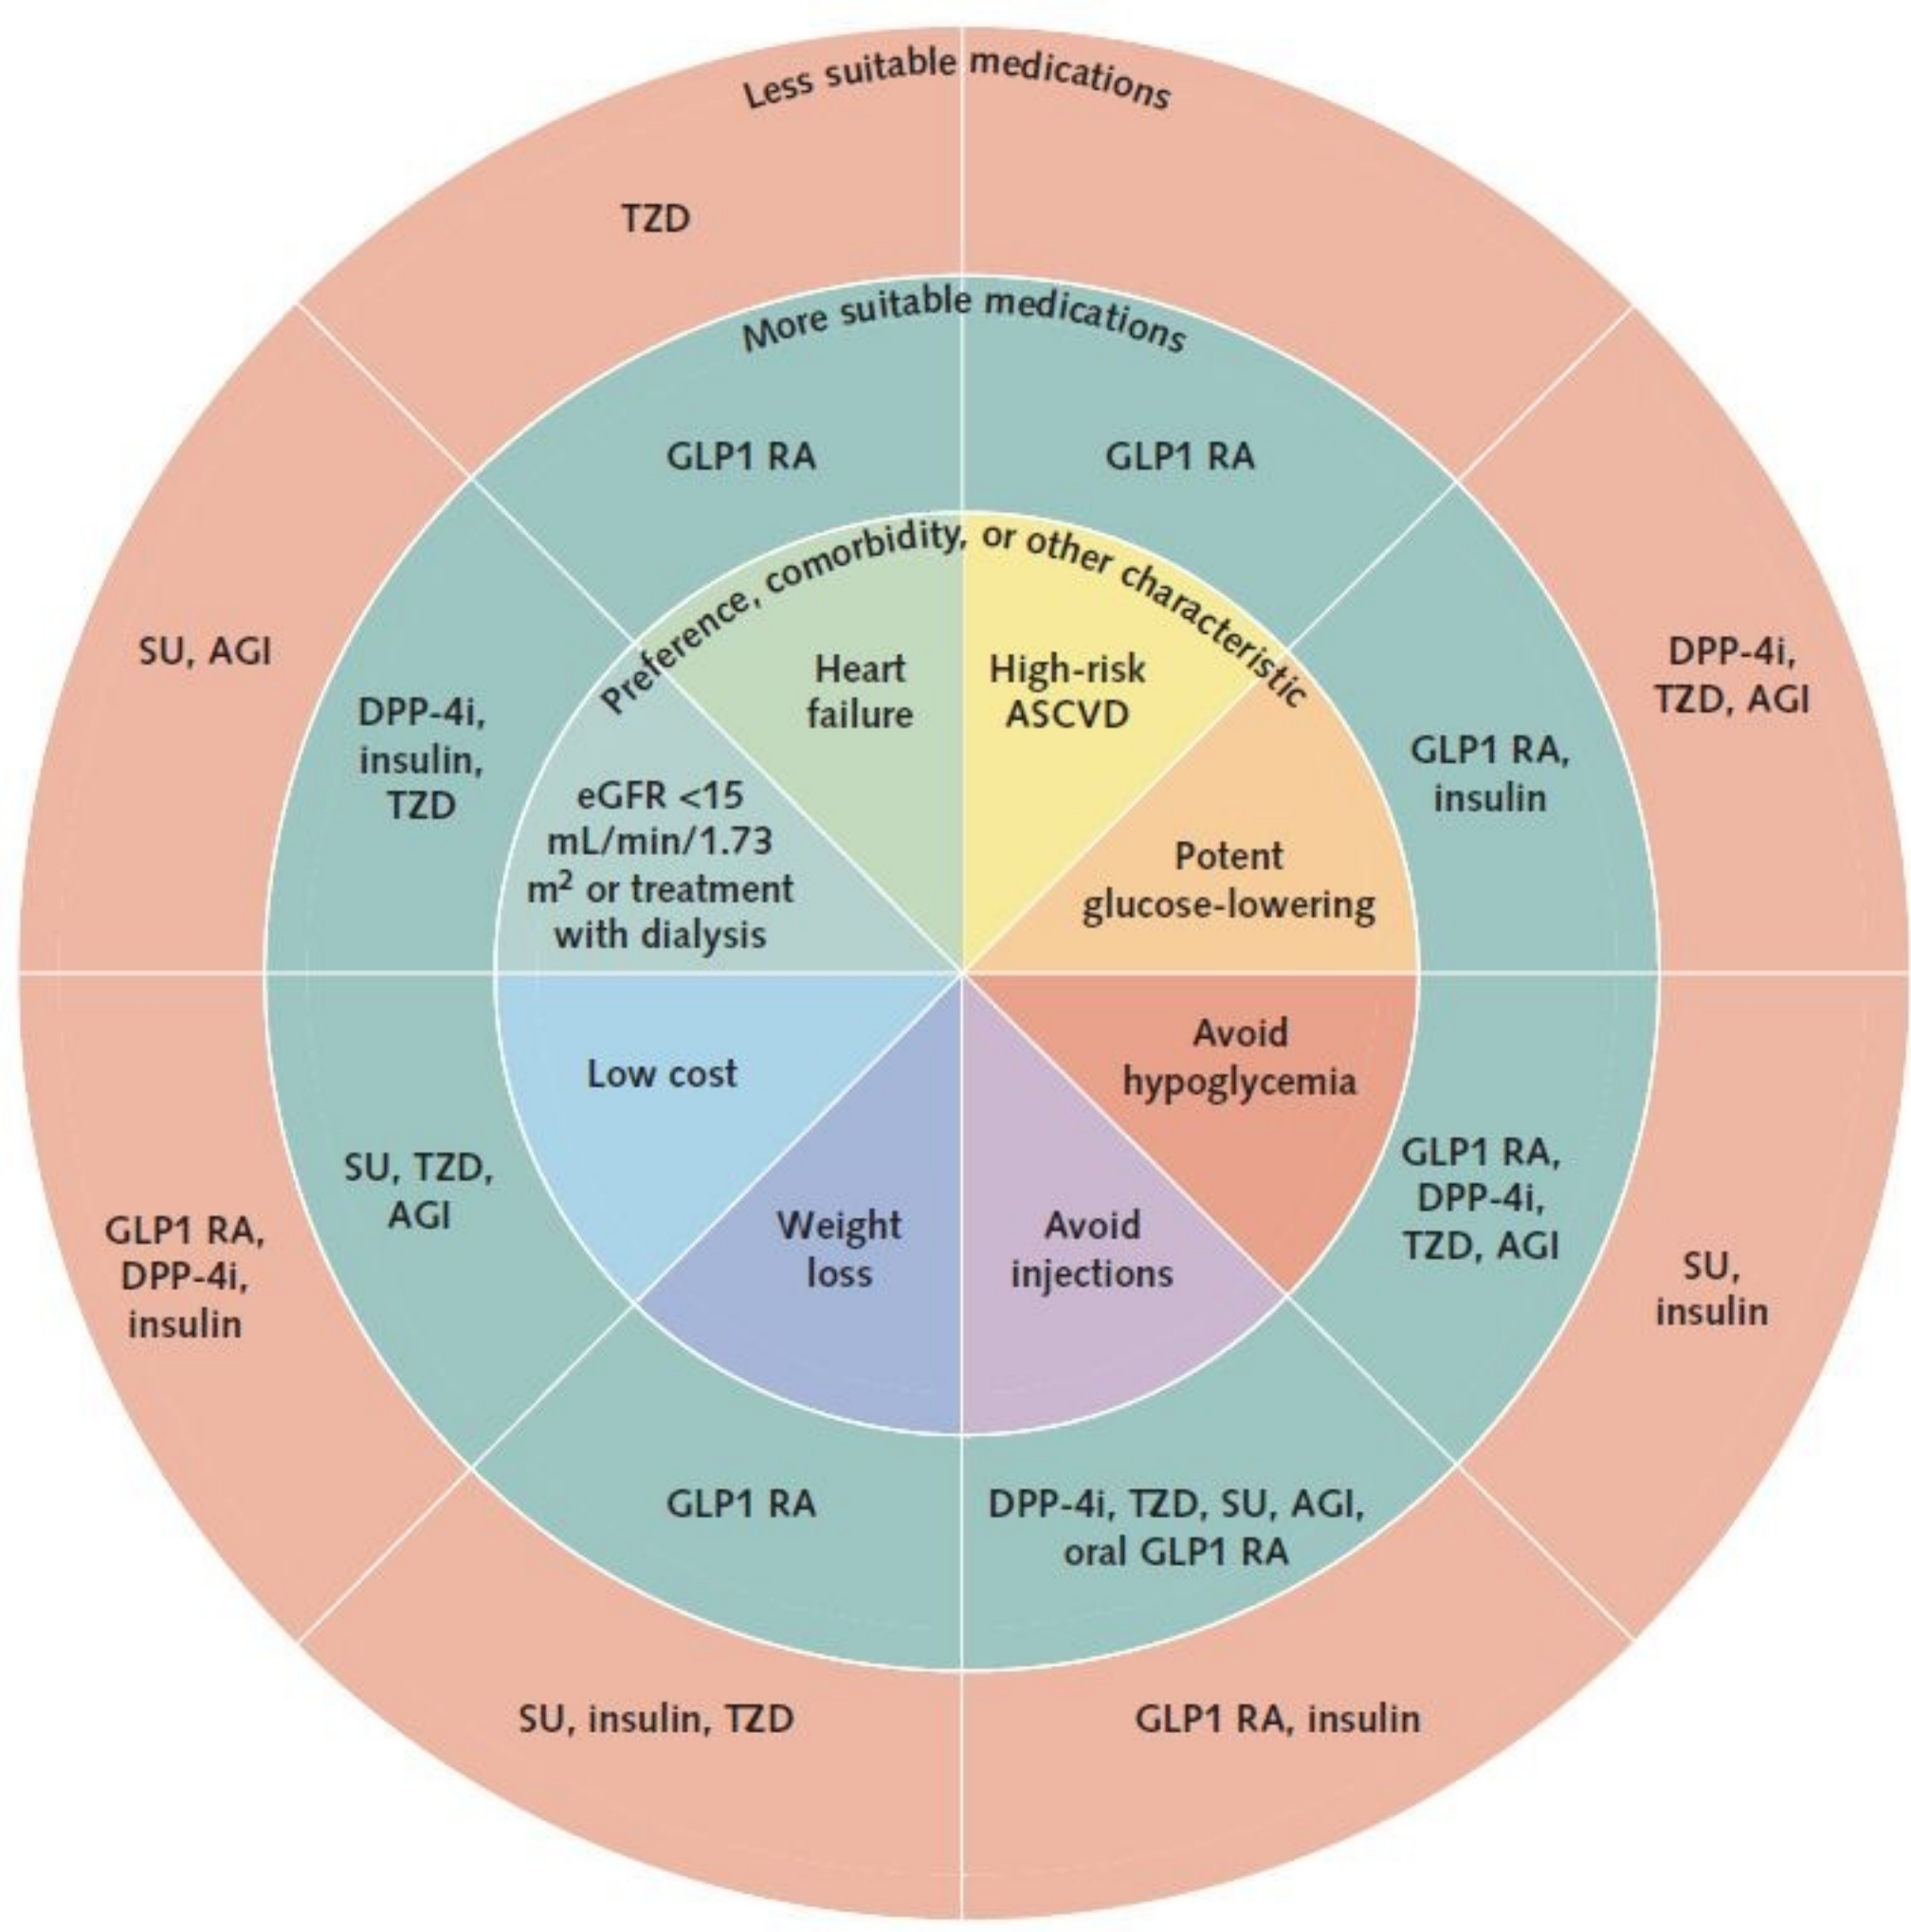 Less suitable medications
TZD
More suitable medications
GLP1 RA
GLP1 RA
Preference, comorbidity, or other characteristic
Heart
failure
High-risk
ASCVD
SU, AGI
DPP-4i,
TZD, AGI
DPP-4i,
insulin,
TZD
GLP1 RA,
insulin
eGFR <15
mL/min/1.73
m² or treatment
with dialysis
Potent
glucose-lowering
Low cost
Avoid
hypoglycemia
SU, TZD,
AGI
GLP1 RA,
DPP-4i,
TZD, AGI
GLP1 RA,
DPP-4i,
insulin
SU,
insulin
Weight
loss
Avoid
injections
GLP1 RA
DPP-4i, TZD, SU, AGI,
oral GLP1 RA
SU, insulin, TZD
GLP1 RA, insulin